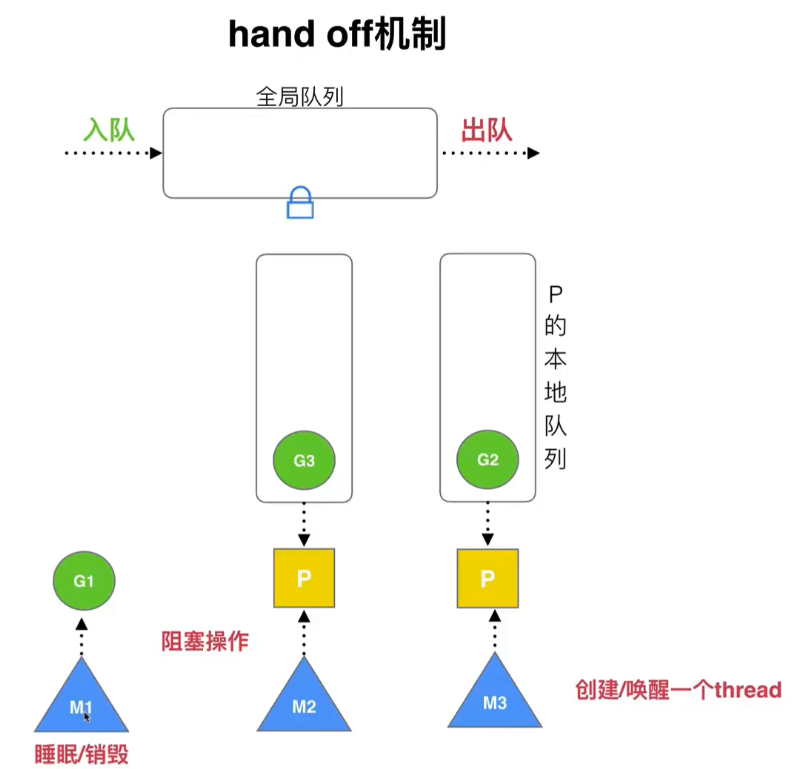 hand off机制
全局队列
入队
出队
P的本地队列
G3
G2
G1
P
P
阻塞操作
M1
M2
M3
创建/唤醒一个thread
睡眠/销毁